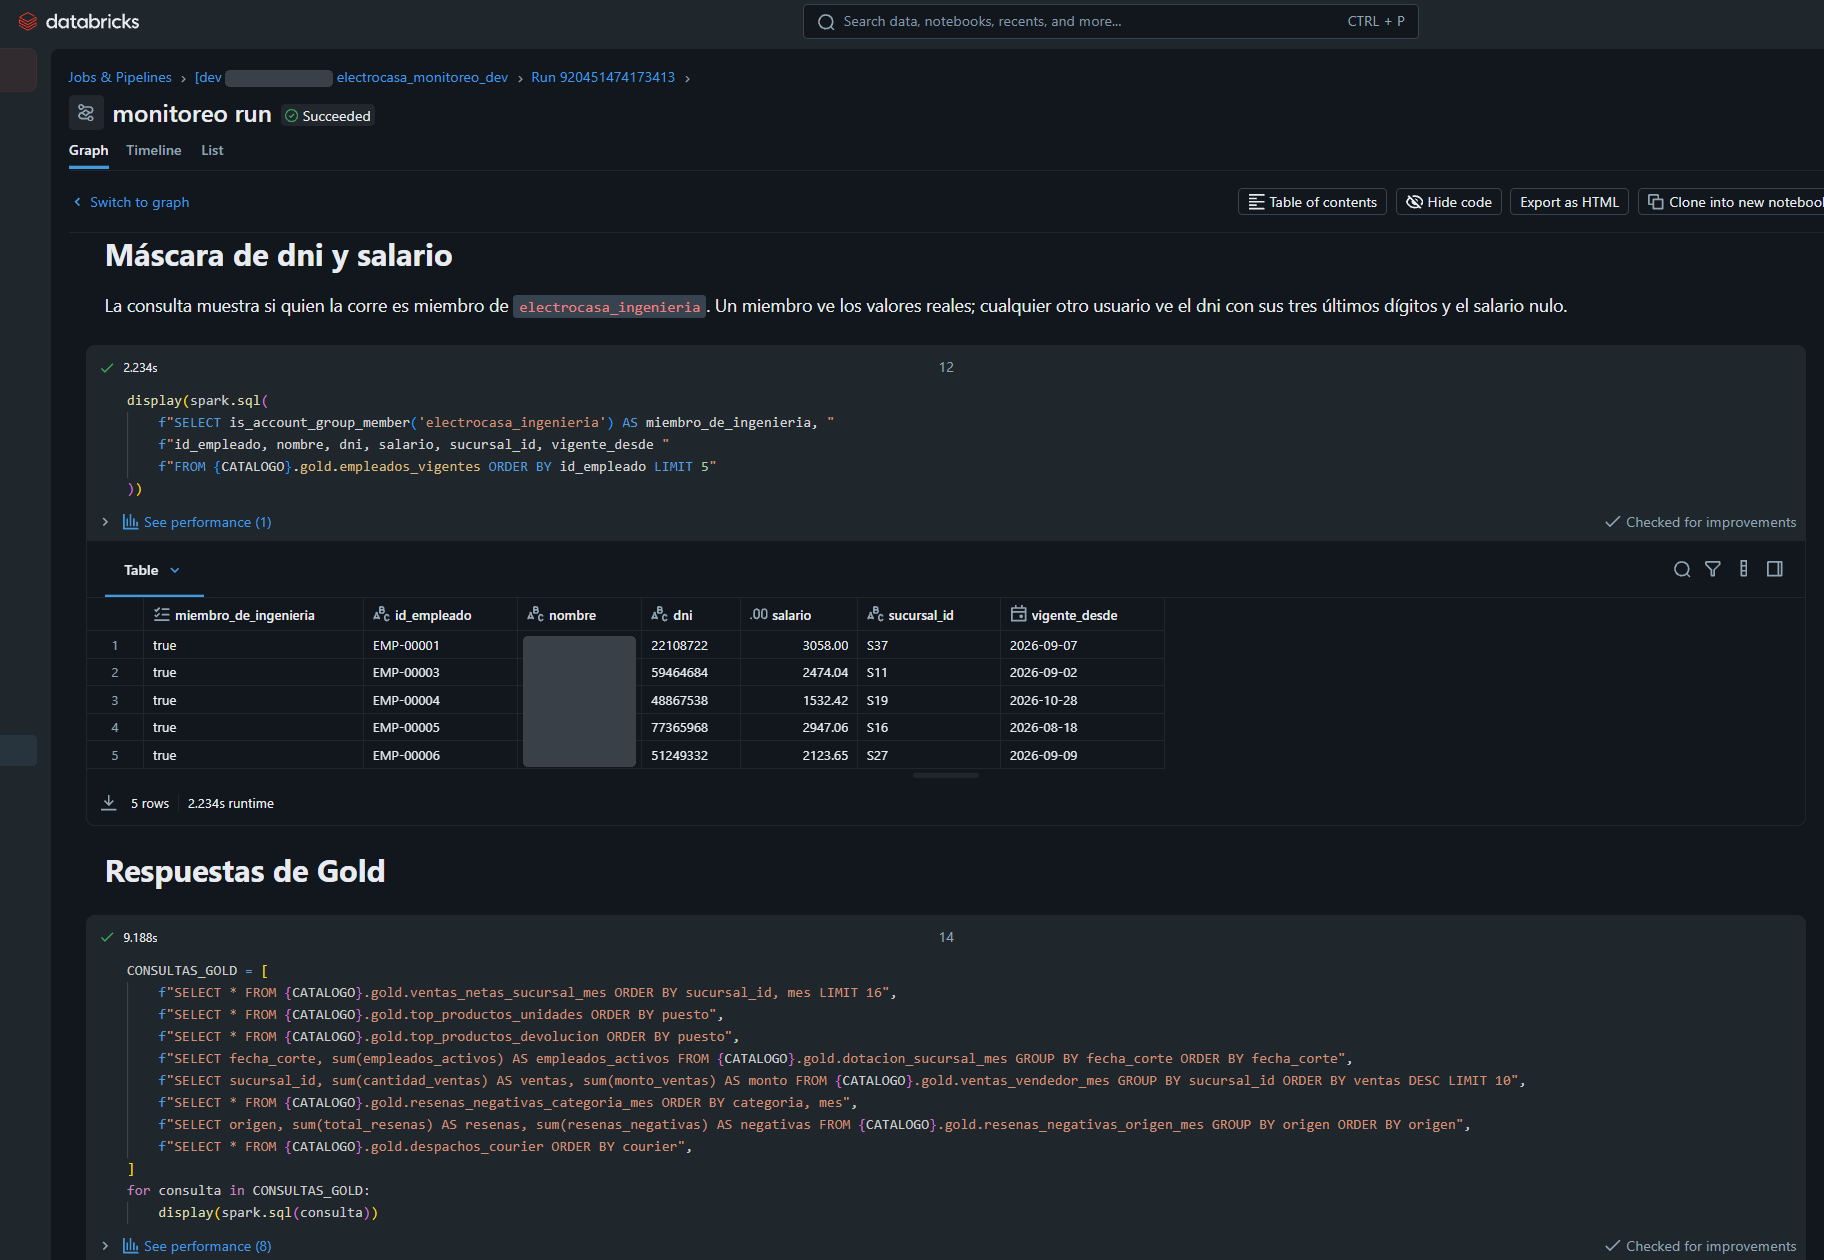 databricks
Search data, notebooks, recents, and more...
CTRL + P
Jobs & Pipelines › [dev electrocasa_monitoreo_dev › Run 920451474173413 ›
monitoreo run
Succeeded
Graph Timeline List
Switch to graph
Table of contents
Hide code
Export as HTML
Clone into new notebook
Máscara de dni y salario
La consulta muestra si quien la corre es miembro de electrocasa_ingenieria. Un miembro ve los valores reales; cualquier otro usuario ve el dni con sus tres últimos dígitos y el salario nulo.
2.234s
12
display(spark.sql(
f"SELECT is_account_group_member('electrocasa_ingenieria') AS miembro_de_ingenieria, "
f"id_empleado, nombre, dni, salario, sucursal_id, vigente_desde "
f"FROM {CATALOGO}.gold.empleados_vigentes ORDER BY id_empleado LIMIT 5"
))
See performance (1)
Checked for improvements
Table
miembro_de_ingenieria id_empleado nombre dni .00 salario sucursal_id vigente_desde
1 true EMP-00001 22108722 3058.00 S37 2026-09-07
2 true EMP-00003 59464684 2474.04 S11 2026-09-02
3 true EMP-00004 48867538 1532.42 S19 2026-10-28
4 true EMP-00005 77365968 2947.06 S16 2026-08-18
5 true EMP-00006 51249332 2123.65 S27 2026-09-09
5 rows 2.234s runtime
Respuestas de Gold
9.188s
14
CONSULTAS_GOLD = [
f"SELECT * FROM {CATALOGO}.gold.ventas_netas_sucursal_mes ORDER BY sucursal_id, mes LIMIT 16",
f"SELECT * FROM {CATALOGO}.gold.top_productos_unidades ORDER BY puesto",
f"SELECT * FROM {CATALOGO}.gold.top_productos_devolucion ORDER BY puesto",
f"SELECT fecha_corte, sum(empleados_activos) AS empleados_activos FROM {CATALOGO}.gold.dotacion_sucursal_mes GROUP BY fecha_corte ORDER BY fecha_corte",
f"SELECT sucursal_id, sum(cantidad_ventas) AS ventas, sum(monto_ventas) AS monto FROM {CATALOGO}.gold.ventas_vendedor_mes GROUP BY sucursal_id ORDER BY ventas DESC LIMIT 10",
f"SELECT * FROM {CATALOGO}.gold.resenas_negativas_categoria_mes ORDER BY categoria, mes",
f"SELECT origen, sum(total_resenas) AS resenas, sum(resenas_negativas) AS negativas FROM {CATALOGO}.gold.resenas_negativas_origen_mes GROUP BY origen ORDER BY origen",
f"SELECT * FROM {CATALOGO}.gold.despachos_courier ORDER BY courier",
]
for consulta in CONSULTAS_GOLD:
display(spark.sql(consulta))
See performance (8)
Checked for improvements